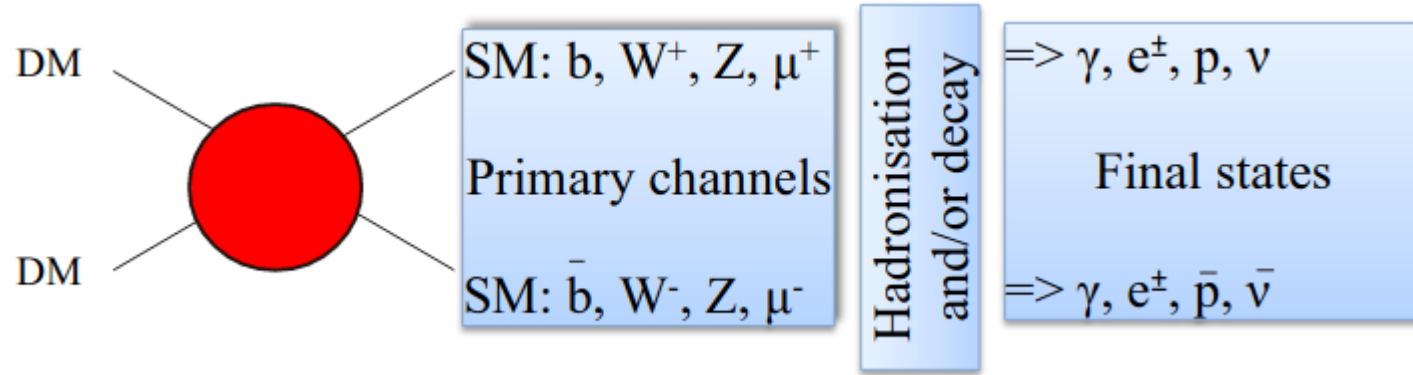 DM
DM
SM: b, W⁺, Z, μ⁺
Primary channels
SM: b̄, W⁻, Z, μ⁻
Hadronisation
and/or decay
=> γ, e±, p, ν
Final states
=> γ, e±, p̄, ν̄